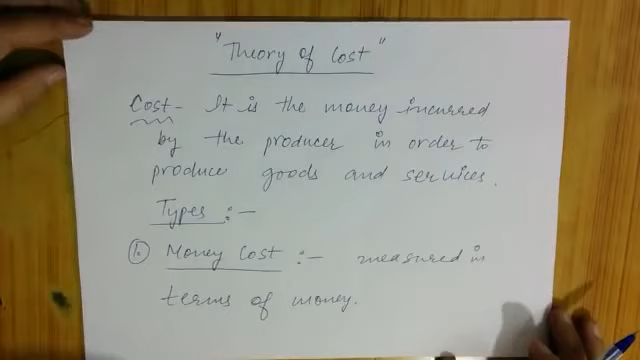 "Theory of Cost"
Cost - It is the money incurred
by the producer in order to
produce goods and services.
Types :-
1. Money Cost :- measured in
terms of money.